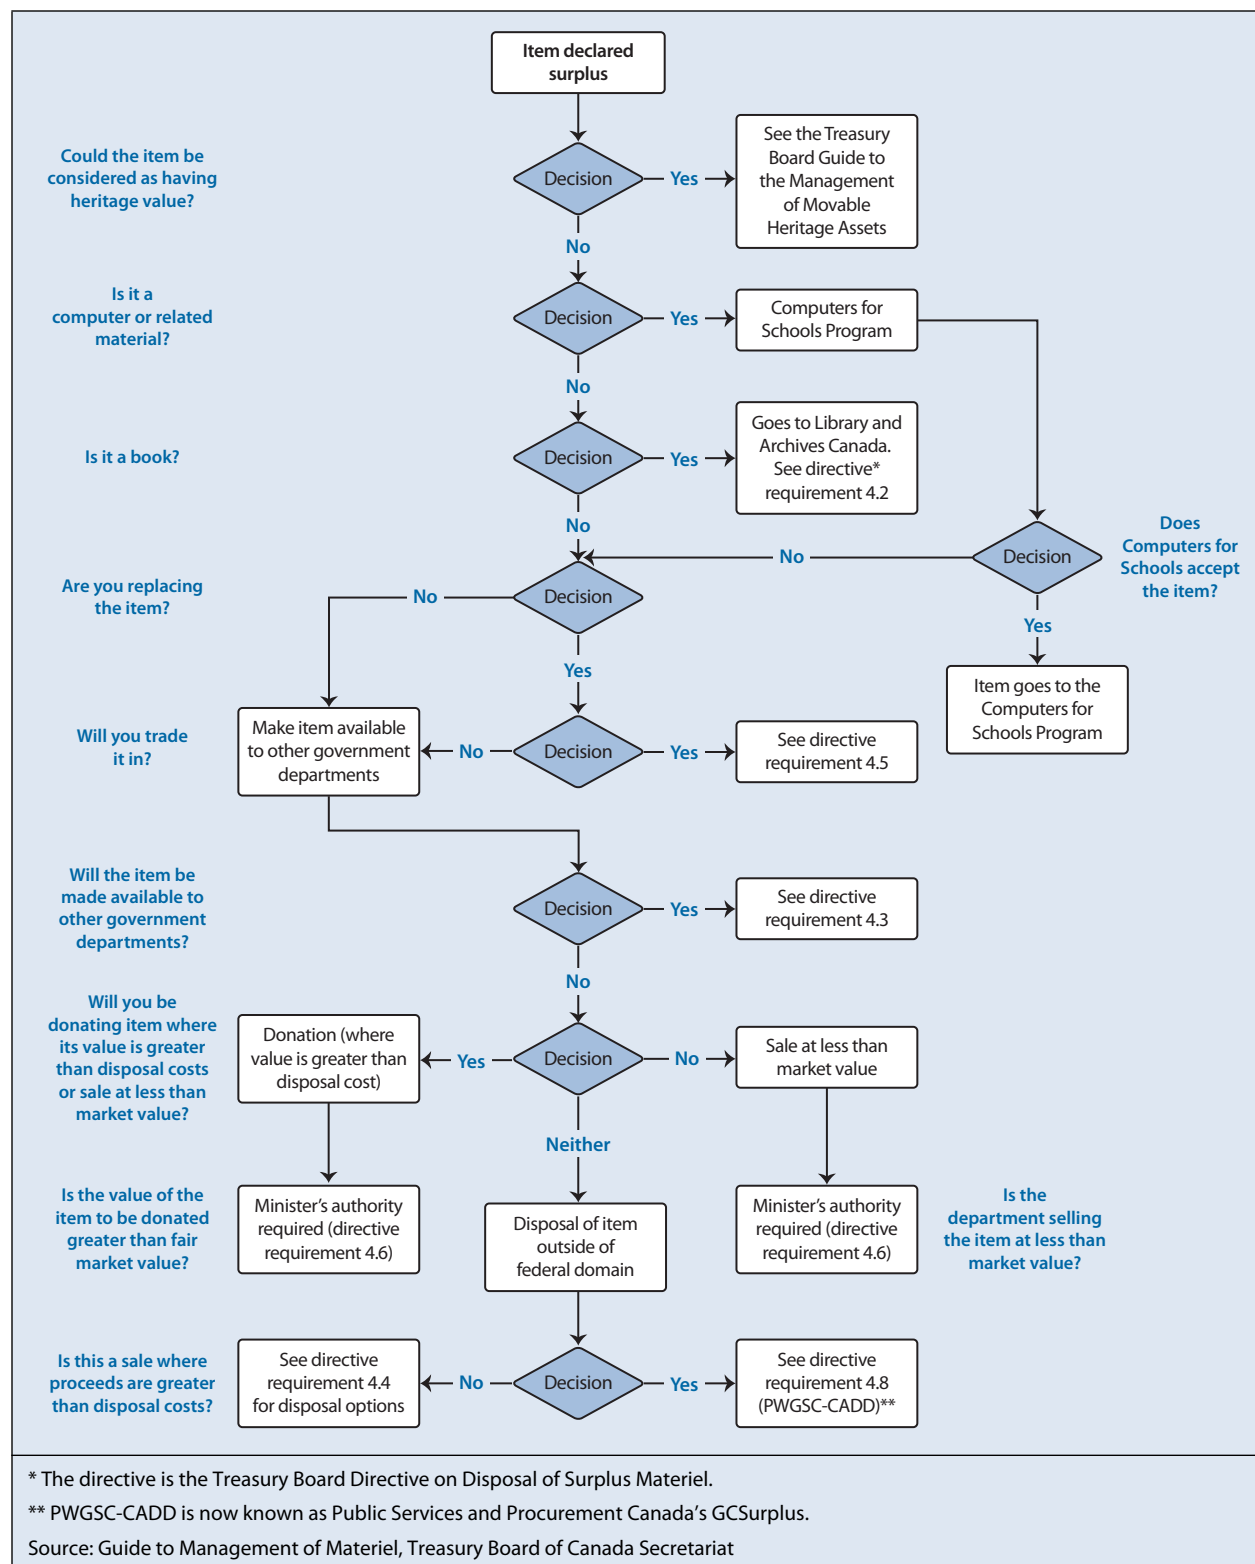 Item declared
surplus
Could the item be
considered as having
heritage value?
Decision
Yes
See the Treasury
Board Guide to
the Management
of Movable
Heritage Assets
No
Is it a
computer or related
material?
Decision
Yes
Computers for
Schools Program
No
Is it a book?
Decision
Yes
Goes to Library and
Archives Canada.
See directive*
requirement 4.2
No
No
Decision
Does
Computers for
Schools accept
the item?
Are you replacing
the item?
No
Decision
Yes
Yes
Item goes to the
Computers for
Schools Program
Will you trade
it in?
Make item available
to other government
departments
No
Decision
Yes
See directive
requirement 4.5
Will the item be
made available to
other government
departments?
Decision
Yes
See directive
requirement 4.3
No
Will you be
donating item where
its value is greater
than disposal costs
or sale at less than
market value?
Donation (where
value is greater than
disposal cost)
Yes
Decision
No
Sale at less than
market value
Neither
Is the value of the
item to be donated
greater than fair
market value?
Minister’s authority
required (directive
requirement 4.6)
Disposal of item
outside of
federal domain
Minister’s authority
required (directive
requirement 4.6)
Is the
department selling
the item at less than
market value?
Is this a sale where
proceeds are greater
than disposal costs?
See directive
requirement 4.4
for disposal options
No
Decision
Yes
See directive
requirement 4.8
(PWGSC-CADD)**
* The directive is the Treasury Board Directive on Disposal of Surplus Materiel.
** PWGSC-CADD is now known as Public Services and Procurement Canada’s GCSurplus.
Source: Guide to Management of Materiel, Treasury Board of Canada Secretariat